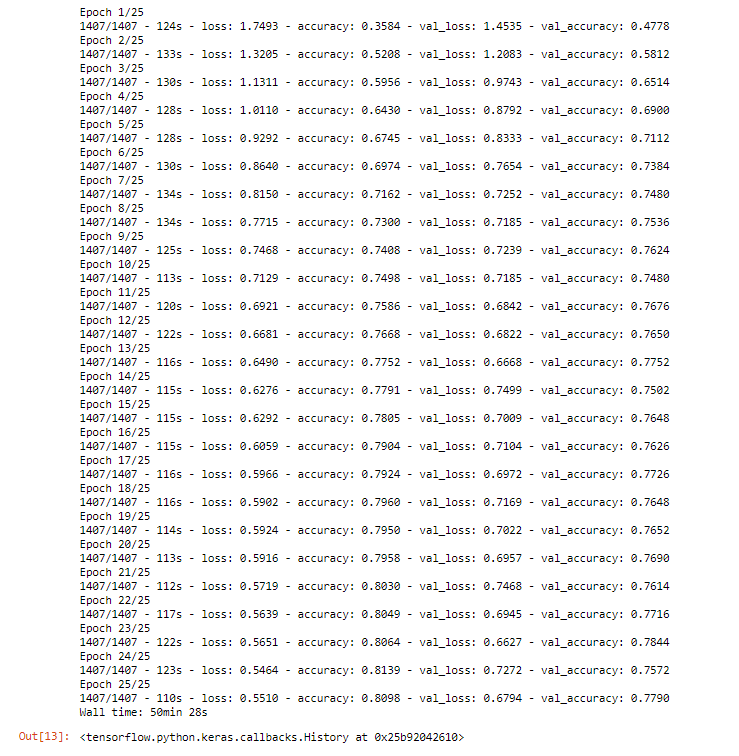 Epoch 1/25
1407/1407 - 124s - loss: 1.7493 - accuracy: 0.3584 - val_loss: 1.4535 - val_accuracy: 0.4778
Epoch 2/25
1407/1407 - 133s - loss: 1.3205 - accuracy: 0.5208 - val_loss: 1.2083 - val_accuracy: 0.5812
Epoch 3/25
1407/1407 - 130s - loss: 1.1311 - accuracy: 0.5956 - val_loss: 0.9743 - val_accuracy: 0.6514
Epoch 4/25
1407/1407 - 128s - loss: 1.0110 - accuracy: 0.6430 - val_loss: 0.8792 - val_accuracy: 0.6900
Epoch 5/25
1407/1407 - 128s - loss: 0.9292 - accuracy: 0.6745 - val_loss: 0.8333 - val_accuracy: 0.7112
Epoch 6/25
1407/1407 - 130s - loss: 0.8640 - accuracy: 0.6974 - val_loss: 0.7654 - val_accuracy: 0.7384
Epoch 7/25
1407/1407 - 134s - loss: 0.8150 - accuracy: 0.7162 - val_loss: 0.7252 - val_accuracy: 0.7480
Epoch 8/25
1407/1407 - 134s - loss: 0.7715 - accuracy: 0.7300 - val_loss: 0.7185 - val_accuracy: 0.7536
Epoch 9/25
1407/1407 - 125s - loss: 0.7468 - accuracy: 0.7408 - val_loss: 0.7239 - val_accuracy: 0.7624
Epoch 10/25
1407/1407 - 113s - loss: 0.7129 - accuracy: 0.7498 - val_loss: 0.7185 - val_accuracy: 0.7480
Epoch 11/25
1407/1407 - 120s - loss: 0.6921 - accuracy: 0.7586 - val_loss: 0.6842 - val_accuracy: 0.7676
Epoch 12/25
1407/1407 - 122s - loss: 0.6681 - accuracy: 0.7668 - val_loss: 0.6822 - val_accuracy: 0.7650
Epoch 13/25
1407/1407 - 116s - loss: 0.6490 - accuracy: 0.7752 - val_loss: 0.6668 - val_accuracy: 0.7752
Epoch 14/25
1407/1407 - 115s - loss: 0.6276 - accuracy: 0.7791 - val_loss: 0.7499 - val_accuracy: 0.7502
Epoch 15/25
1407/1407 - 115s - loss: 0.6292 - accuracy: 0.7805 - val_loss: 0.7009 - val_accuracy: 0.7648
Epoch 16/25
1407/1407 - 115s - loss: 0.6059 - accuracy: 0.7904 - val_loss: 0.7104 - val_accuracy: 0.7626
Epoch 17/25
1407/1407 - 116s - loss: 0.5966 - accuracy: 0.7924 - val_loss: 0.6972 - val_accuracy: 0.7726
Epoch 18/25
1407/1407 - 116s - loss: 0.5902 - accuracy: 0.7960 - val_loss: 0.7169 - val_accuracy: 0.7648
Epoch 19/25
1407/1407 - 114s - loss: 0.5924 - accuracy: 0.7950 - val_loss: 0.7022 - val_accuracy: 0.7652
Epoch 20/25
1407/1407 - 113s - loss: 0.5916 - accuracy: 0.7958 - val_loss: 0.6957 - val_accuracy: 0.7690
Epoch 21/25
1407/1407 - 112s - loss: 0.5719 - accuracy: 0.8030 - val_loss: 0.7468 - val_accuracy: 0.7614
Epoch 22/25
1407/1407 - 117s - loss: 0.5639 - accuracy: 0.8049 - val_loss: 0.6945 - val_accuracy: 0.7716
Epoch 23/25
1407/1407 - 122s - loss: 0.5651 - accuracy: 0.8064 - val_loss: 0.6627 - val_accuracy: 0.7844
Epoch 24/25
1407/1407 - 123s - loss: 0.5464 - accuracy: 0.8139 - val_loss: 0.7272 - val_accuracy: 0.7572
Epoch 25/25
1407/1407 - 110s - loss: 0.5510 - accuracy: 0.8098 - val_loss: 0.6794 - val_accuracy: 0.7790
Wall time: 50min 28s
Out[13]: <tensorflow.python.keras.callbacks.History at 0x25b92042610>